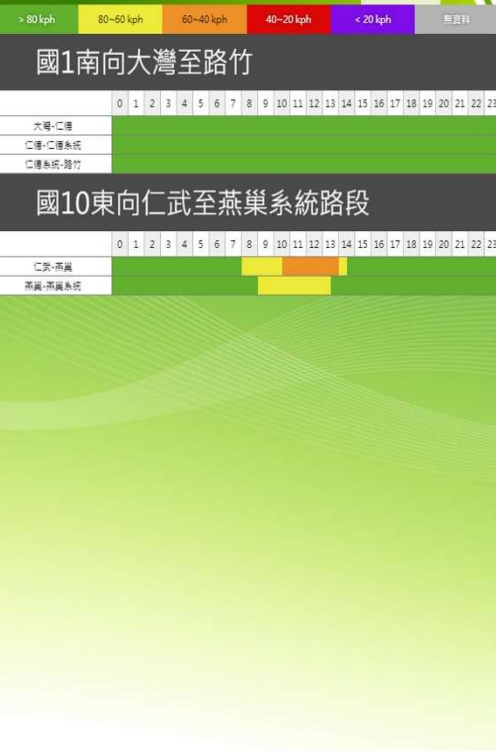 > 80 kph 80~60 kph 60~40 kph 40~20 kph < 20 kph 無資料
國1南向大灣至路竹
0 1 2 3 4 5 6 7 8 9 10 11 12 13 14 15 16 17 18 19 20 21 22 23
大灣-仁德
仁德-仁德系統
仁德系統-路竹
國10東向仁武至燕巢系統路段
0 1 2 3 4 5 6 7 8 9 10 11 12 13 14 15 16 17 18 19 20 21 22 23
仁武-燕巢
燕巢-燕巢系統